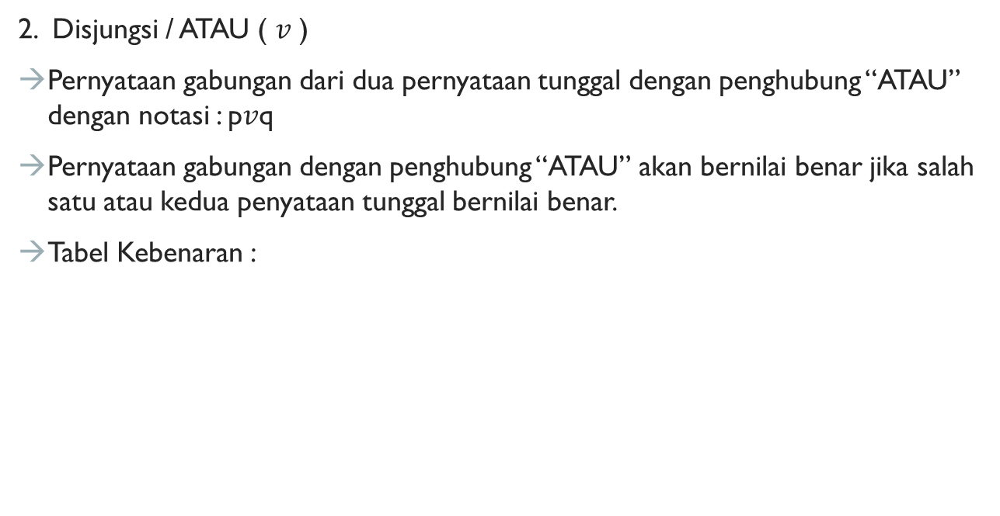 2. Disjungsi / ATAU ( v )
→Pernyataan gabungan dari dua pernyataan tunggal dengan penghubung “ATAU”
dengan notasi : pvq
→Pernyataan gabungan dengan penghubung “ATAU” akan bernilai benar jika salah
satu atau kedua penyataan tunggal bernilai benar.
→Tabel Kebenaran :